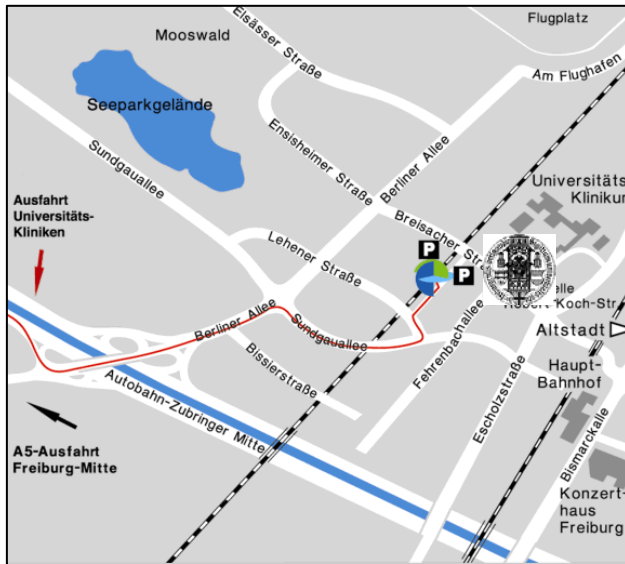 Flugplatz
Elsässer Straße
Mooswald
Am Flughafen
Seeparkgelände
Ensisheimer Straße
Berliner Allee
Sundgauallee
Ausfahrt
Universitäts-
Kliniken
Universitäts
Klinikum
Breisacher Str.
Lehener Straße
P
P
elle
Robert-Koch-Str.
Altstadt
Berliner Allee
Sundgauallee
Fehrenbachallee
Haupt-
Bahnhof
Bissierstraße
Escholzstraße
Autobahn-Zubringer Mitte
Bismarckalle
A5-Ausfahrt
Freiburg-Mitte
Konzert-
haus
Freiburg